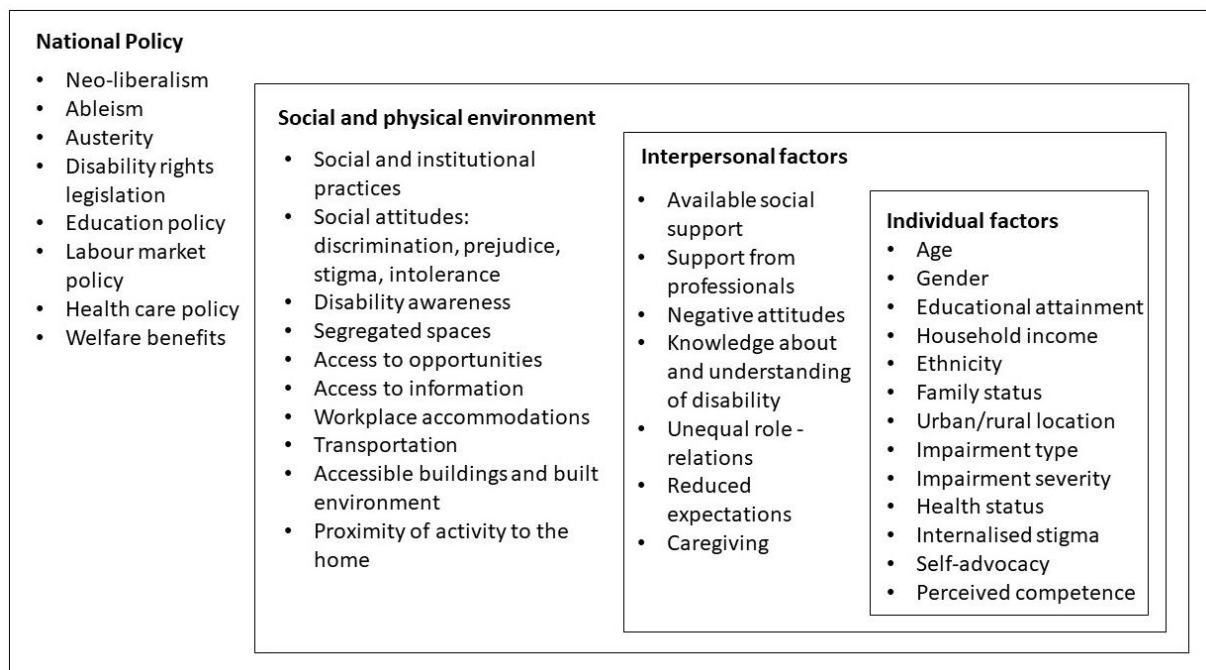 National Policy
• Neo-liberalism
• Ableism
• Austerity
• Disability rights
legislation
• Education policy
• Labour market
policy
• Health care policy
• Welfare benefits
Social and physical environment
• Social and institutional
practices
• Social attitudes:
discrimination, prejudice,
stigma, intolerance
• Disability awareness
• Segregated spaces
• Access to opportunities
• Access to information
• Workplace accommodations
• Transportation
• Accessible buildings and built
environment
• Proximity of activity to the
home
Interpersonal factors
• Available social
support
• Support from
professionals
• Negative attitudes
• Knowledge about
and understanding
of disability
• Unequal role -
relations
• Reduced
expectations
• Caregiving
Individual factors
• Age
• Gender
• Educational attainment
• Household income
• Ethnicity
• Family status
• Urban/rural location
• Impairment type
• Impairment severity
• Health status
• Internalised stigma
• Self-advocacy
• Perceived competence